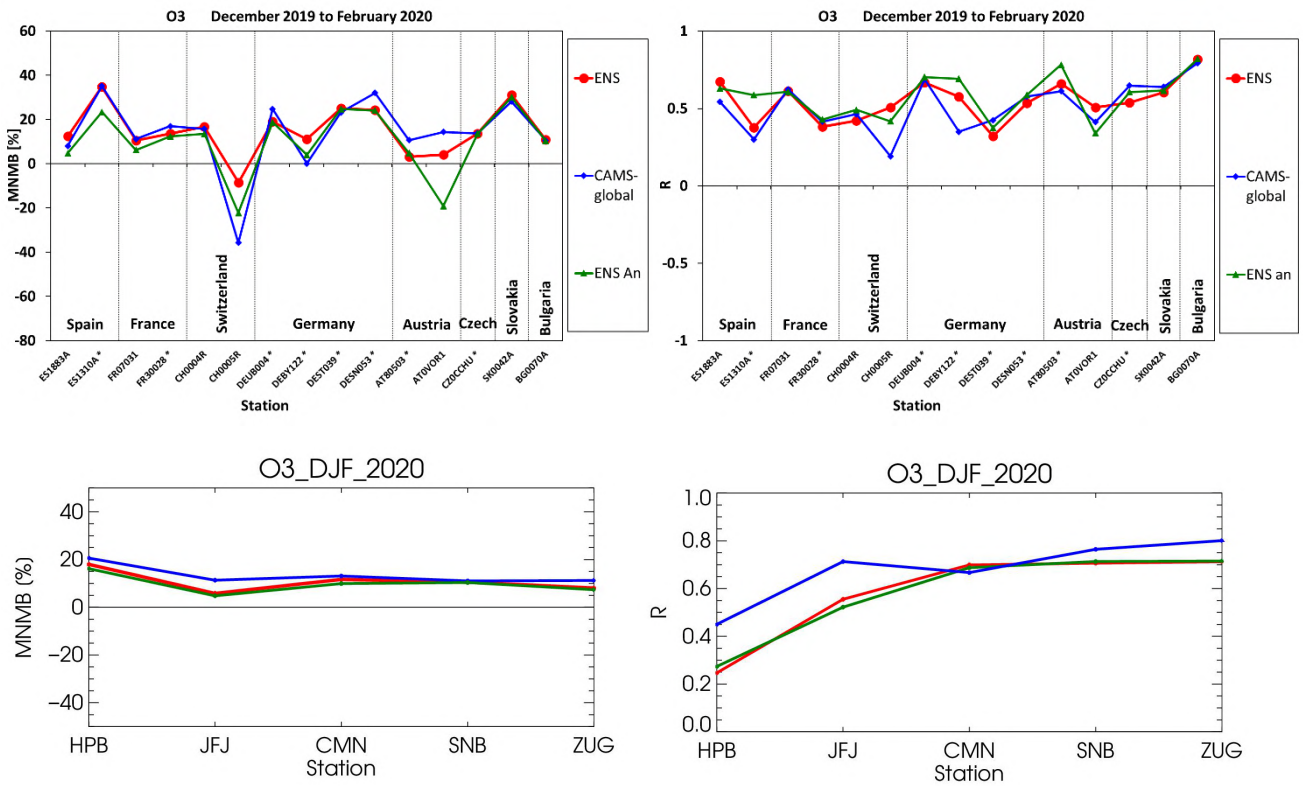 O3 December 2019 to February 2020
60
40
20
0
-20
-40
-60
-80
MNMB [%]
Spain
France
Switzerland
Germany
Austria
Czech
Slovakia
Bulgaria
ES1883A
ES1310A*
FR07031
FR30028*
CH0004R
CH0005R
DEUB004*
DEBY122*
DEST039*
DESN053*
AT80503*
AT0VOR1
CZ0CCHU*
SK0042A
BG0070A
Station
ENS
CAMS-
global
ENS An
O3 December 2019 to February 2020
1
0.5
0
-0.5
-1
R
Spain
France
Switzerland
Germany
Austria
Czech
Slovakia
Bulgaria
ES1883A
ES1310A*
FR07031
FR30028*
CH0004R
CH0005R
DEUB004*
DEBY122*
DEST039*
DESN053*
AT80503*
AT0VOR1
CZ0CCHU*
SK0042A
BG0070A
Station
ENS
CAMS-
global
ENS an
O3_DJF_2020
40
20
0
−20
−40
MNMB (%)
HPB JFJ CMN SNB ZUG
Station
O3_DJF_2020
1.0
0.8
0.6
0.4
0.2
0.0
R
HPB JFJ CMN SNB ZUG
Station